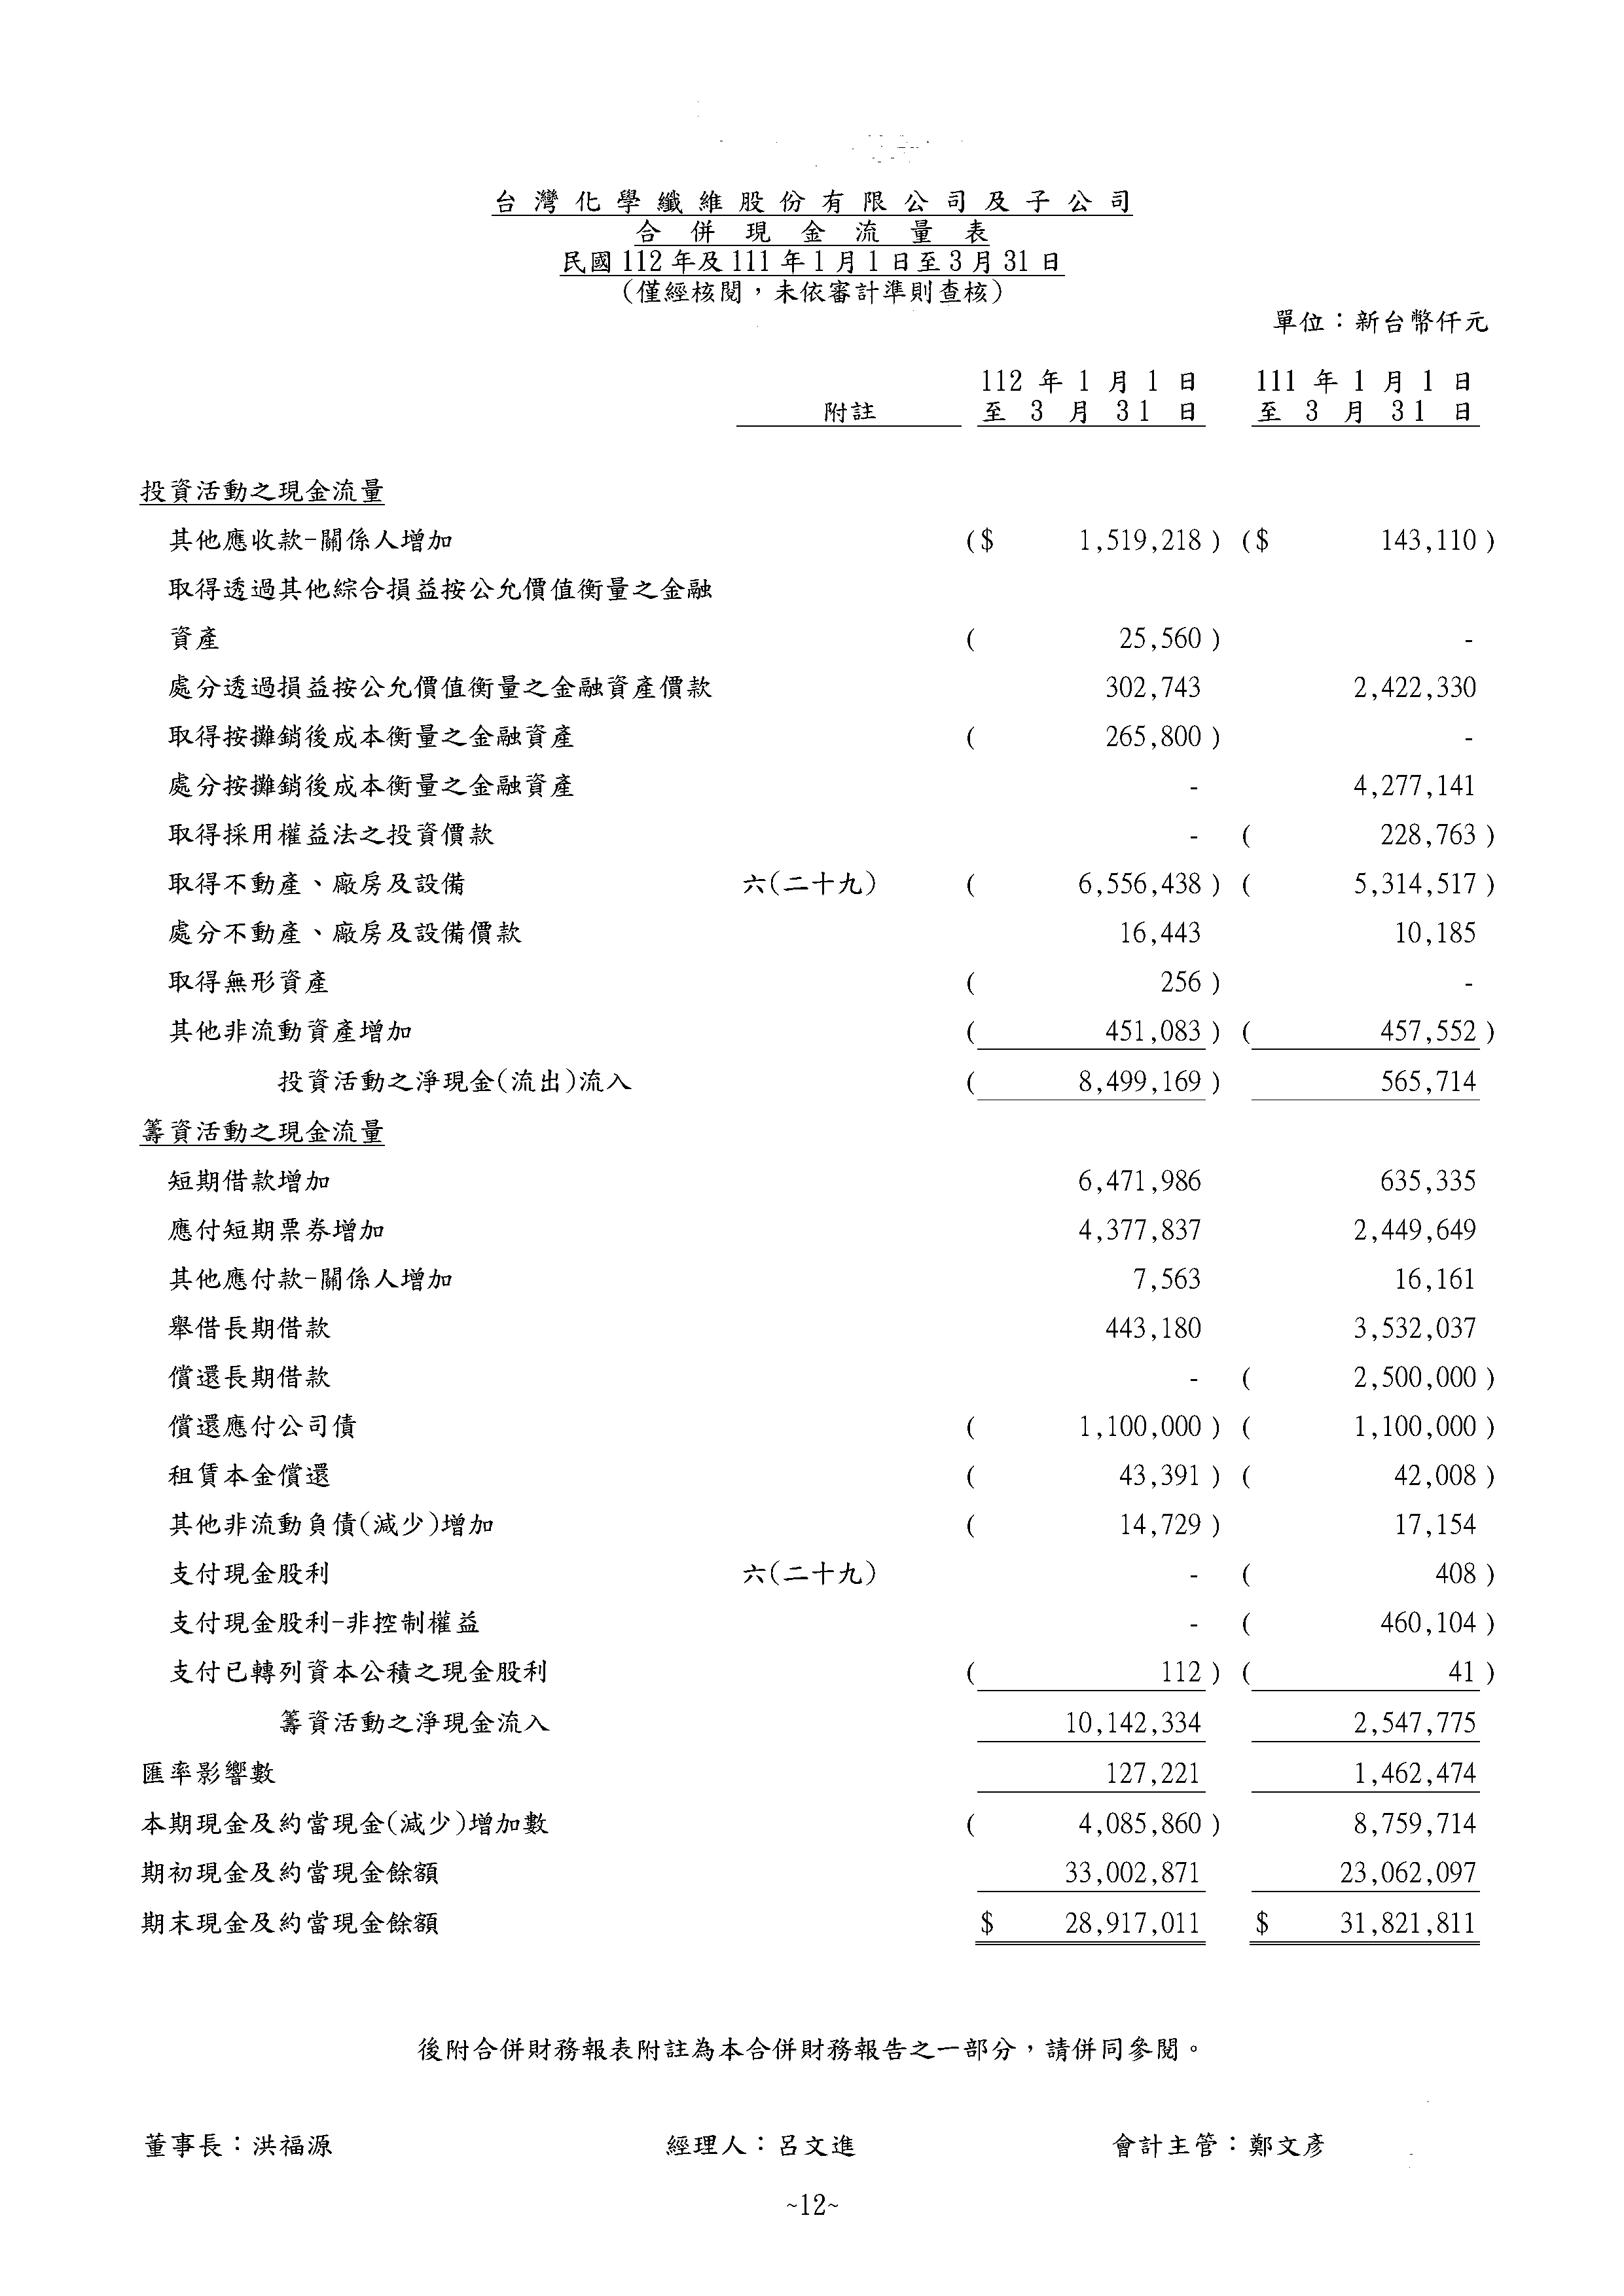 台灣化學纖維股份有限公司及子公司
合併現金流量表
民國112年及111年1月1日至3月31日
(僅經核閱，未依審計準則查核)
單位：新台幣仟元
112年1月1日 111年1月1日
附註 至3月31日 至3月31日
投資活動之現金流量
其他應收款-關係人增加 ($ 1,519,218) ($ 143,110)
取得透過其他綜合損益按公允價值衡量之金融
資產 ( 25,560) -
處分透過損益按公允價值衡量之金融資產價款 302,743 2,422,330
取得按攤銷後成本衡量之金融資產 ( 265,800) -
處分按攤銷後成本衡量之金融資產 - 4,277,141
取得採用權益法之投資價款 - ( 228,763)
取得不動產、廠房及設備 六(二十九) ( 6,556,438) ( 5,314,517)
處分不動產、廠房及設備價款 16,443 10,185
取得無形資產 ( 256) -
其他非流動資產增加 ( 451,083) ( 457,552)
投資活動之淨現金(流出)流入 ( 8,499,169) 565,714
籌資活動之現金流量
短期借款增加 6,471,986 635,335
應付短期票券增加 4,377,837 2,449,649
其他應付款-關係人增加 7,563 16,161
舉借長期借款 443,180 3,532,037
償還長期借款 - ( 2,500,000)
償還應付公司債 ( 1,100,000) ( 1,100,000)
租賃本金償還 ( 43,391) ( 42,008)
其他非流動負債(減少)增加 ( 14,729) 17,154
支付現金股利 六(二十九) - ( 408)
支付現金股利-非控制權益 - ( 460,104)
支付已轉列資本公積之現金股利 ( 112) ( 41)
籌資活動之淨現金流入 10,142,334 2,547,775
匯率影響數 127,221 1,462,474
本期現金及約當現金(減少)增加數 ( 4,085,860) 8,759,714
期初現金及約當現金餘額 33,002,871 23,062,097
期末現金及約當現金餘額 $ 28,917,011 $ 31,821,811
後附合併財務報表附註為本合併財務報告之一部分，請併同參閱。
董事長：洪福源 經理人：呂文進 會計主管：鄭文彥
~12~